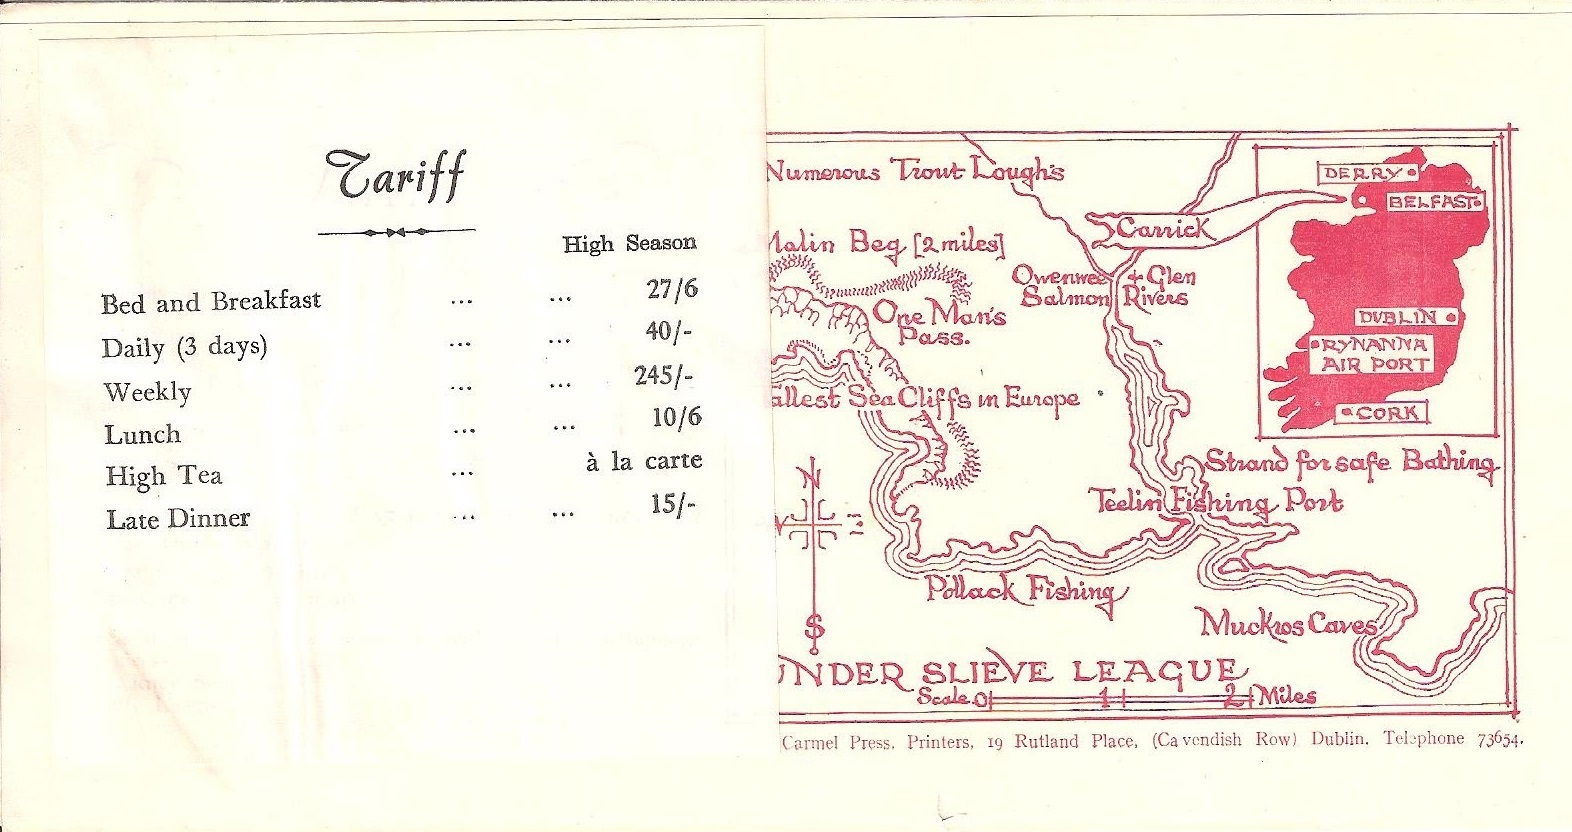 Tariff
High Season
Bed and Breakfast ... ... 27/6
Daily (3 days) ... ... 40/-
Weekly ... ... 245/-
Lunch ... ... 10/6
High Tea ... à la carte
Late Dinner ... ... 15/-
Numerous Trout Lough's
DERRY
BELFAST
Carrick
Malin Beg [2 miles]
Owenwee & Glen
Salmon Rivers
One Man's
Pass.
DUBLIN
RYNANNA
AIR PORT
CORK
allest Sea Cliffs in Europe
Strand for safe Bathing
Teelin Fishing Port
N
E
S
Pollack Fishing
Muckros Caves
UNDER SLIEVE LEAGUE
Scale. 0 1 2 Miles
Carmel Press, Printers, 19 Rutland Place, (Cavendish Row) Dublin. Telephone 73654.